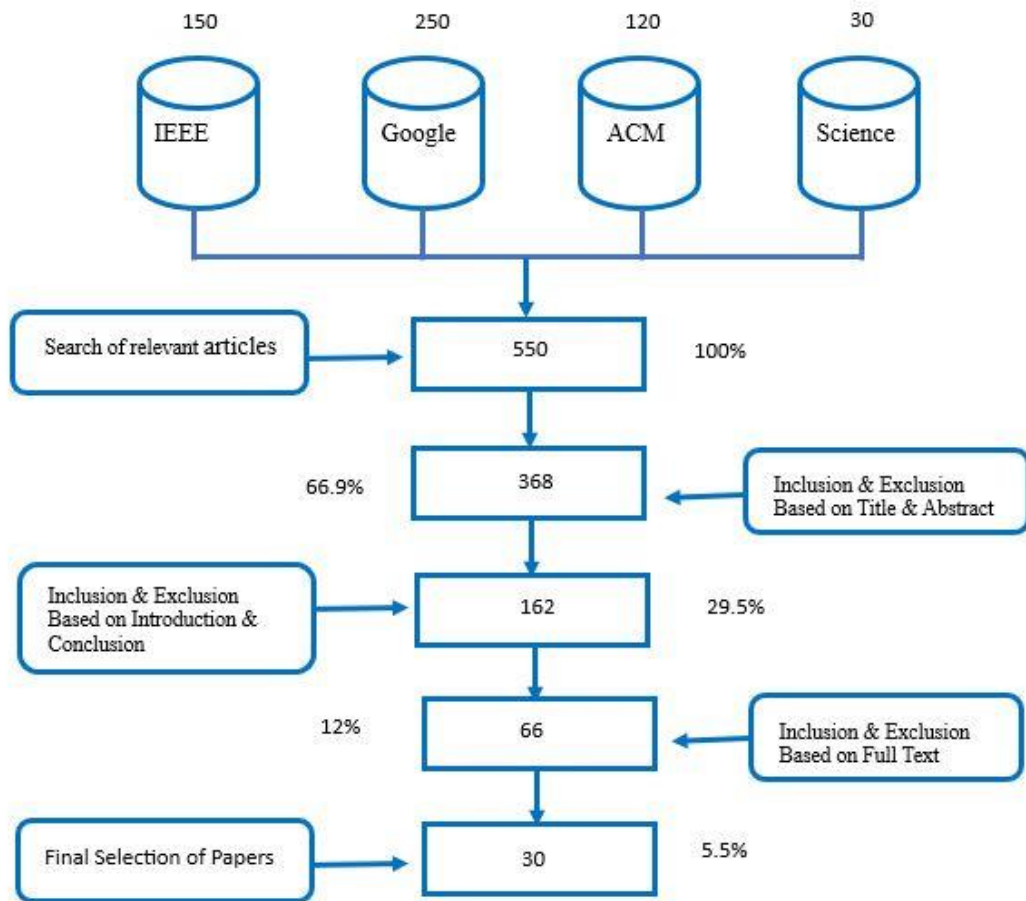 150
250
120
30
IEEE
Google
ACM
Science
Search of relevant articles
550
100%
66.9%
368
Inclusion & Exclusion
Based on Title & Abstract
Inclusion & Exclusion
Based on Introduction &
Conclusion
162
29.5%
12%
66
Inclusion & Exclusion
Based on Full Text
Final Selection of Papers
30
5.5%